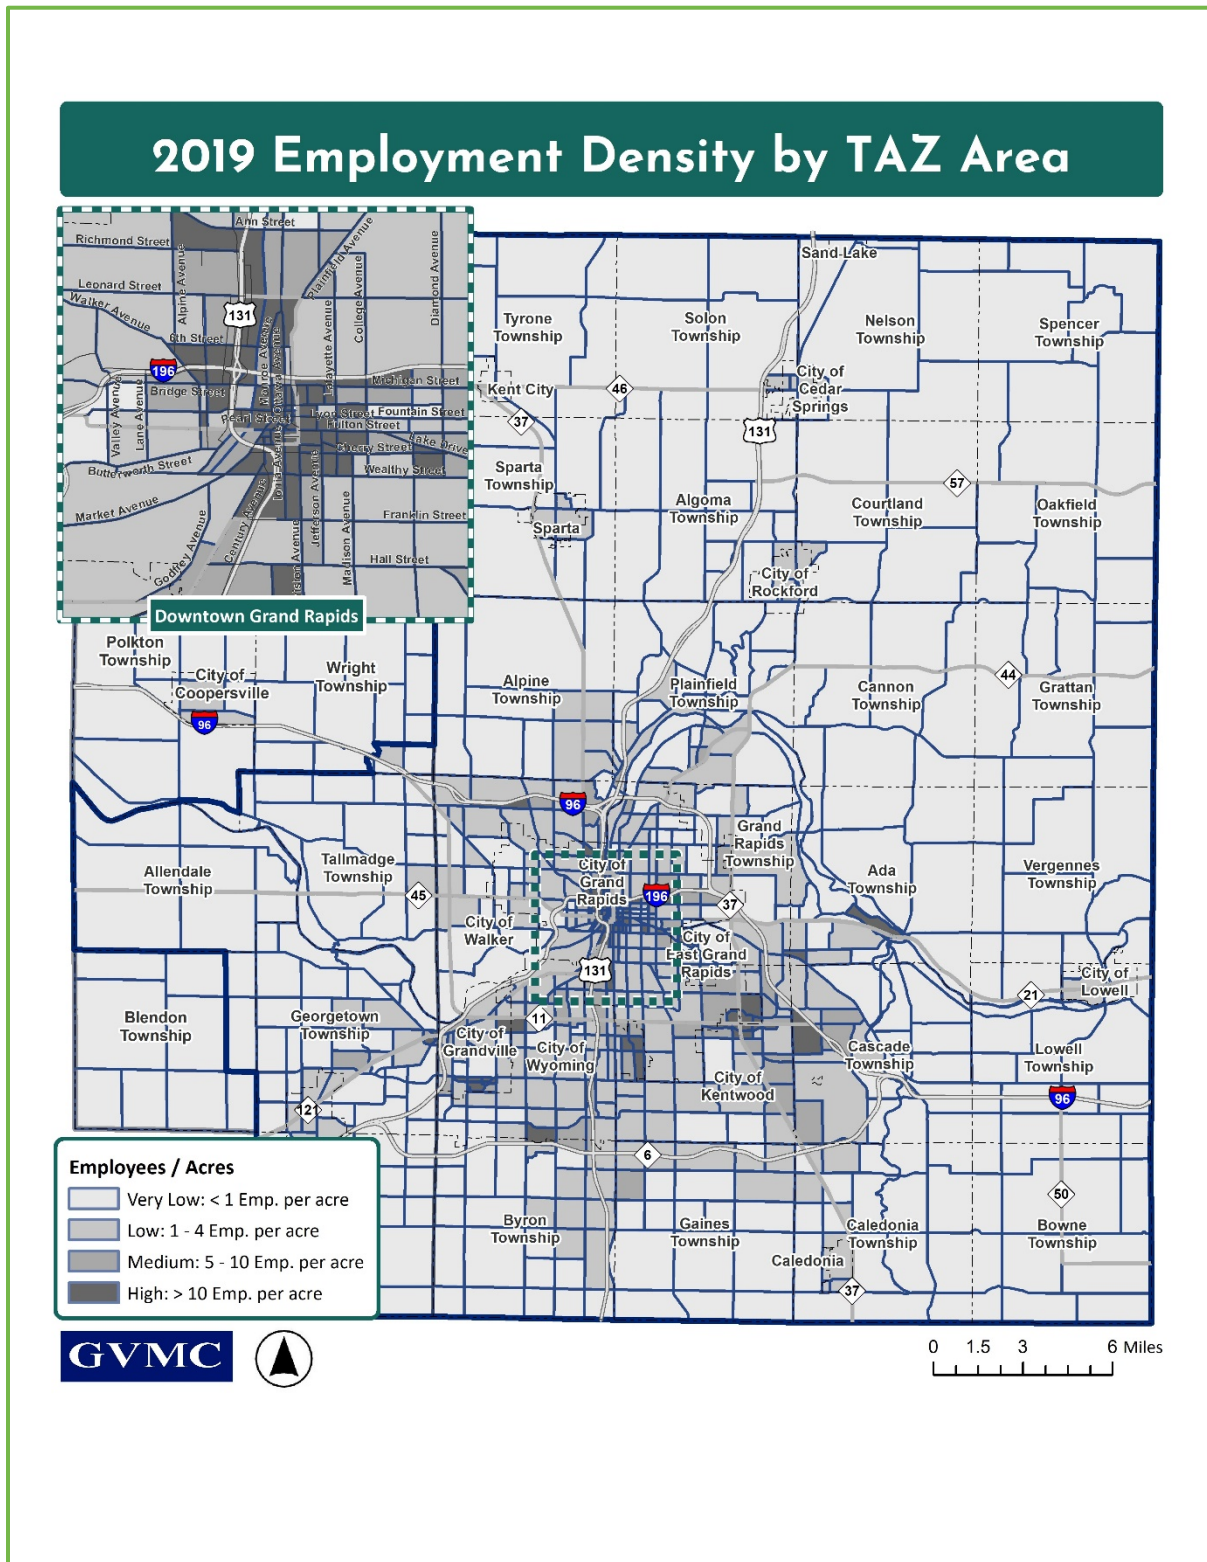 2019 Employment Density by TAZ Area
Ann Street
Richmond Street
Plainfield Avenue
Alpine Avenue
College Avenue
Diamond Avenue
Leonard Street
Walker Avenue
131
6th Street
Monroe Avenue
Ottawa Avenue
Lafayette Avenue
196
Michigan Street
Bridge Street
Valley Avenue
Lane Avenue
Lyon Street
Fountain Street
Fulton Street
Cherry Street
Lake Drive
Butterworth Street
Wealthy Street
Market Avenue
Century Avenue
Jefferson Avenue
Madison Avenue
Franklin Street
Godfrey Avenue
Hall Street
Downtown Grand Rapids
Sand Lake
Tyrone
Township
Solon
Township
Nelson
Township
Spencer
Township
Kent City
46
City of
Cedar
Springs
37
131
Sparta
Township
57
Algoma
Township
Courtland
Township
Oakfield
Township
Sparta
City of
Rockford
Polkton
Township
City of
Coopersville
Wright
Township
Alpine
Township
Plainfield
Township
Cannon
Township
44
Grattan
Township
96
96
Grand
Rapids
Township
Allendale
Township
Tallmadge
Township
45
City of
Grand
Rapids
196
37
Ada
Township
Vergennes
Township
City of
Walker
City of
East Grand
Rapids
131
City of
Lowell
21
Blendon
Township
Georgetown
Township
11
City of
Grandville
City of
Wyoming
Cascade
Township
Lowell
Township
City of
Kentwood
96
121
6
50
Byron
Township
Gaines
Township
Caledonia
Township
Bowne
Township
Caledonia
37
Employees / Acres
Very Low: < 1 Emp. per acre
Low: 1 - 4 Emp. per acre
Medium: 5 - 10 Emp. per acre
High: > 10 Emp. per acre
GVMC
0 1.5 3 6 Miles